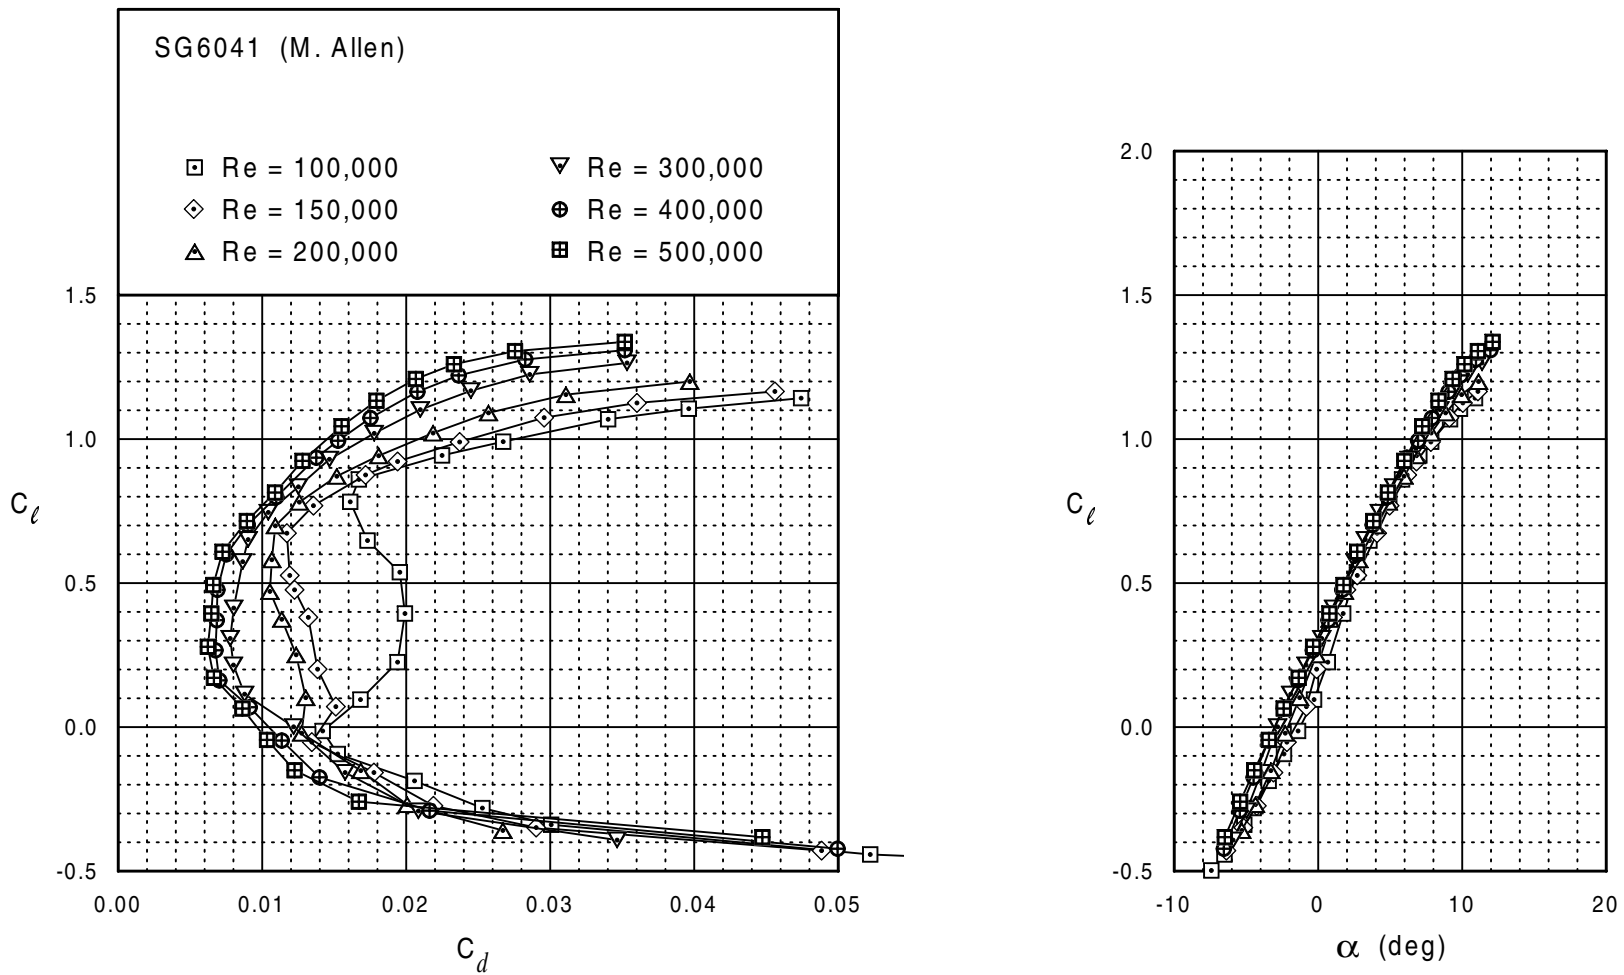 SG6041 (M. Allen)
Re = 100,000
Re = 150,000
Re = 200,000
Re = 300,000
Re = 400,000
Re = 500,000
1.5
1.0
0.5
0.0
-0.5
C_ℓ
0.00 0.01 0.02 0.03 0.04 0.05
C_d
2.0
1.5
1.0
0.5
0.0
-0.5
C_ℓ
-10 0 10 20
α (deg)